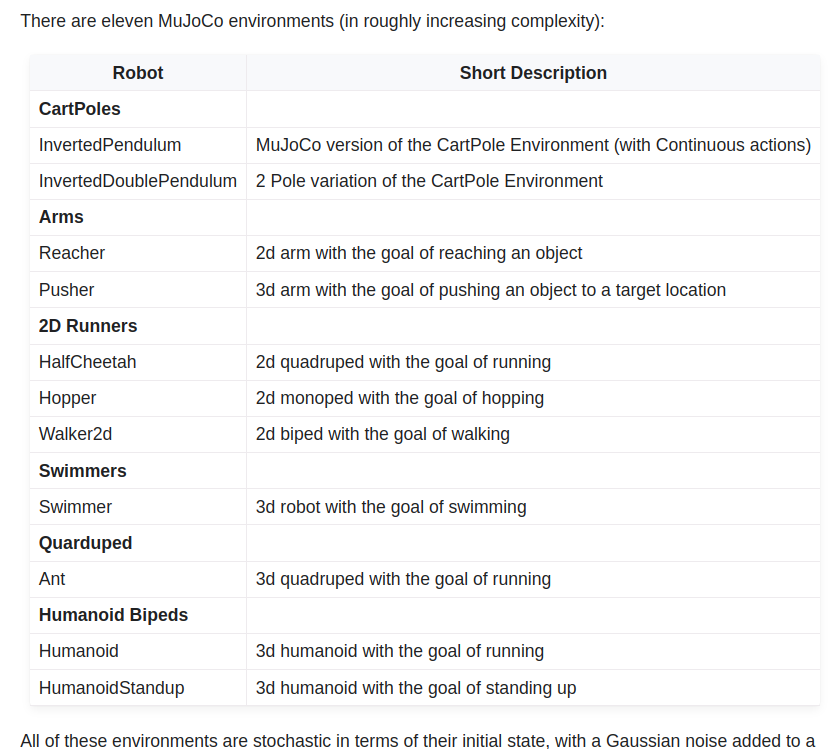 There are eleven MuJoCo environments (in roughly increasing complexity):
Robot Short Description
CartPoles
InvertedPendulum MuJoCo version of the CartPole Environment (with Continuous actions)
InvertedDoublePendulum 2 Pole variation of the CartPole Environment
Arms
Reacher 2d arm with the goal of reaching an object
Pusher 3d arm with the goal of pushing an object to a target location
2D Runners
HalfCheetah 2d quadruped with the goal of running
Hopper 2d monoped with the goal of hopping
Walker2d 2d biped with the goal of walking
Swimmers
Swimmer 3d robot with the goal of swimming
Quarduped
Ant 3d quadruped with the goal of running
Humanoid Bipeds
Humanoid 3d humanoid with the goal of running
HumanoidStandup 3d humanoid with the goal of standing up
All of these environments are stochastic in terms of their initial state, with a Gaussian noise added to a